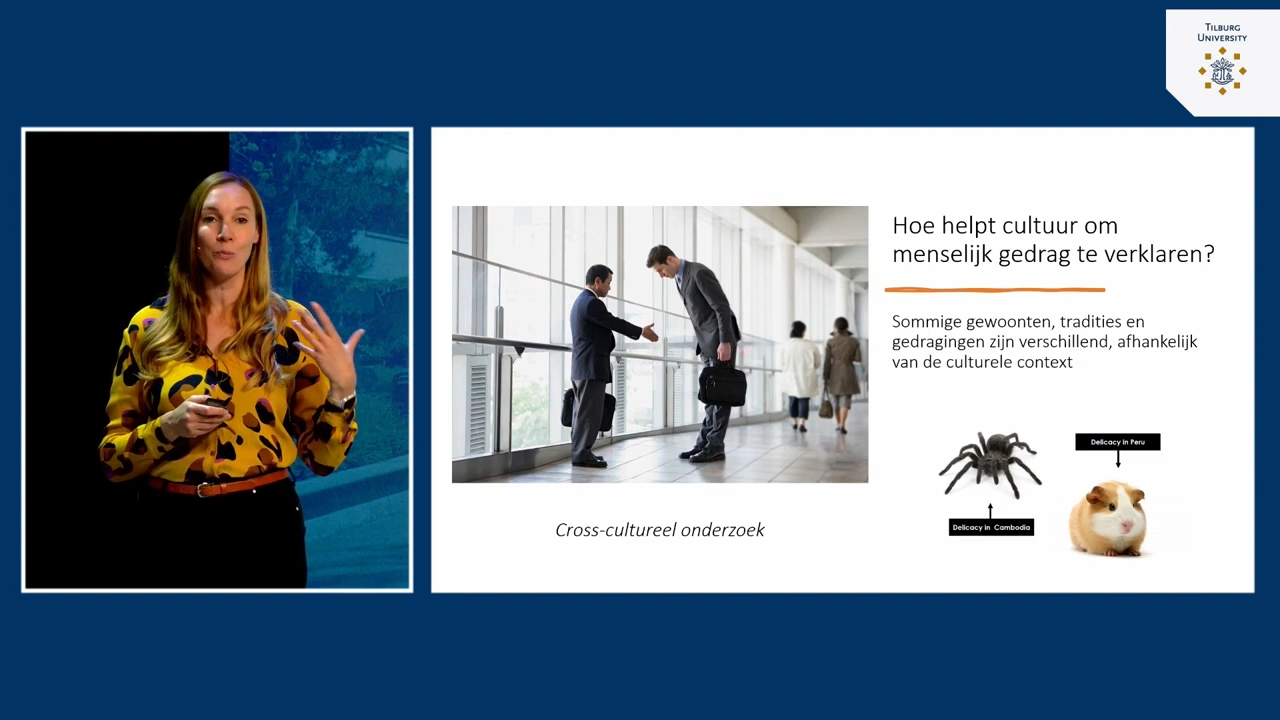 TILBURG
UNIVERSITY
Hoe helpt cultuur om
menselijk gedrag te verklaren?
Sommige gewoonten, tradities en
gedragingen zijn verschillend, afhankelijk
van de culturele context
Delicacy in Peru
Delicacy in Cambodia
Cross-cultureel onderzoek